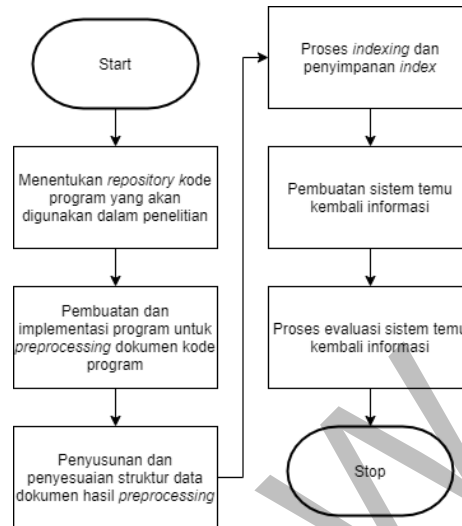 Start
Menentukan repository kode
program yang akan
digunakan dalam penelitian
Pembuatan dan
implementasi program untuk
preprocessing dokumen kode
program
Penyusunan dan
penyesuaian struktur data
dokumen hasil preprocessing
Proses indexing dan
penyimpanan index
Pembuatan sistem temu
kembali informasi
Proses evaluasi sistem temu
kembali informasi
Stop